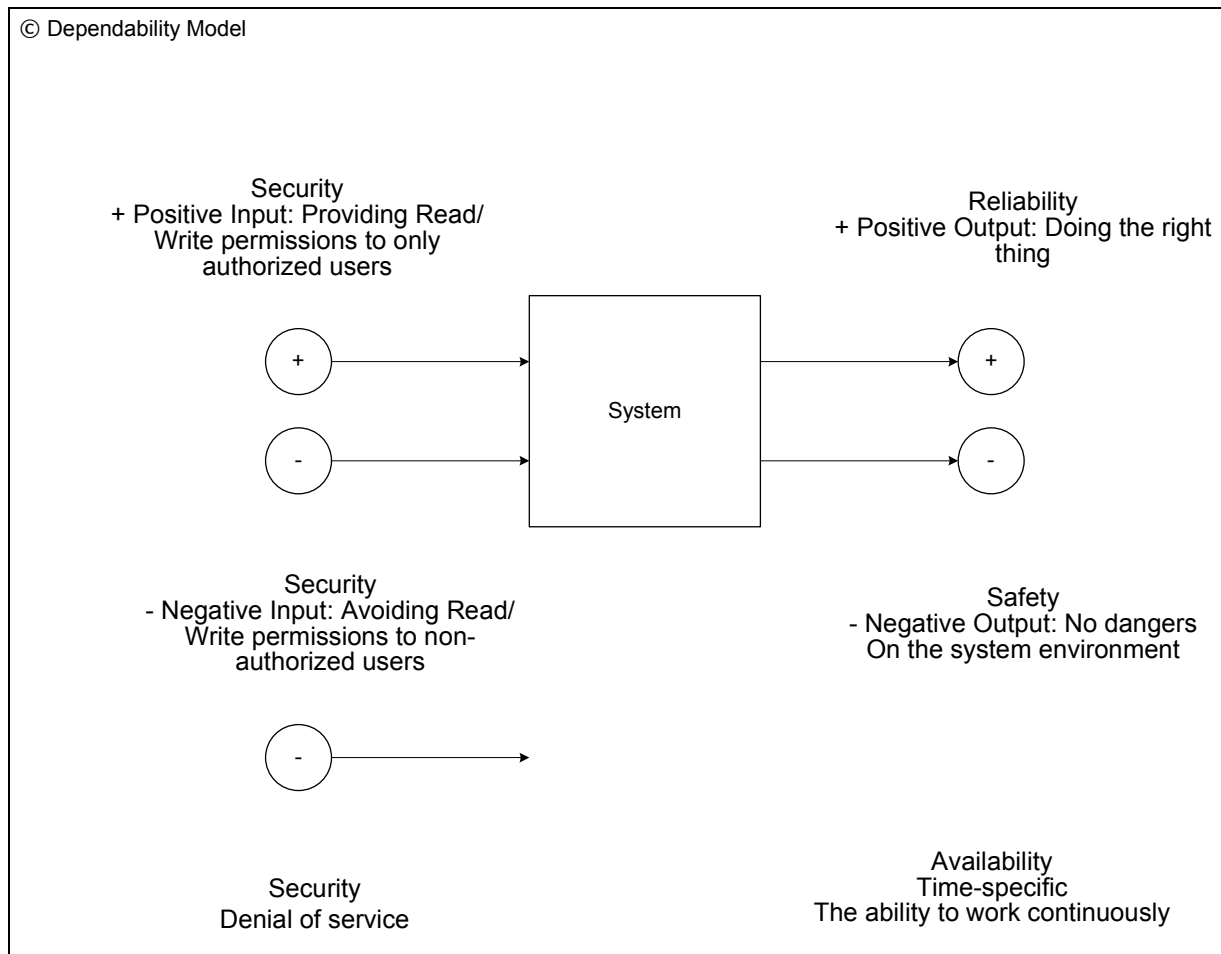 © Dependability Model
Security
+ Positive Input: Providing Read/
Write permissions to only
authorized users
Reliability
+ Positive Output: Doing the right
thing
+
+
System
-
-
Security
- Negative Input: Avoiding Read/
Write permissions to non-
authorized users
Safety
- Negative Output: No dangers
On the system environment
-
Security
Denial of service
Availability
Time-specific
The ability to work continuously